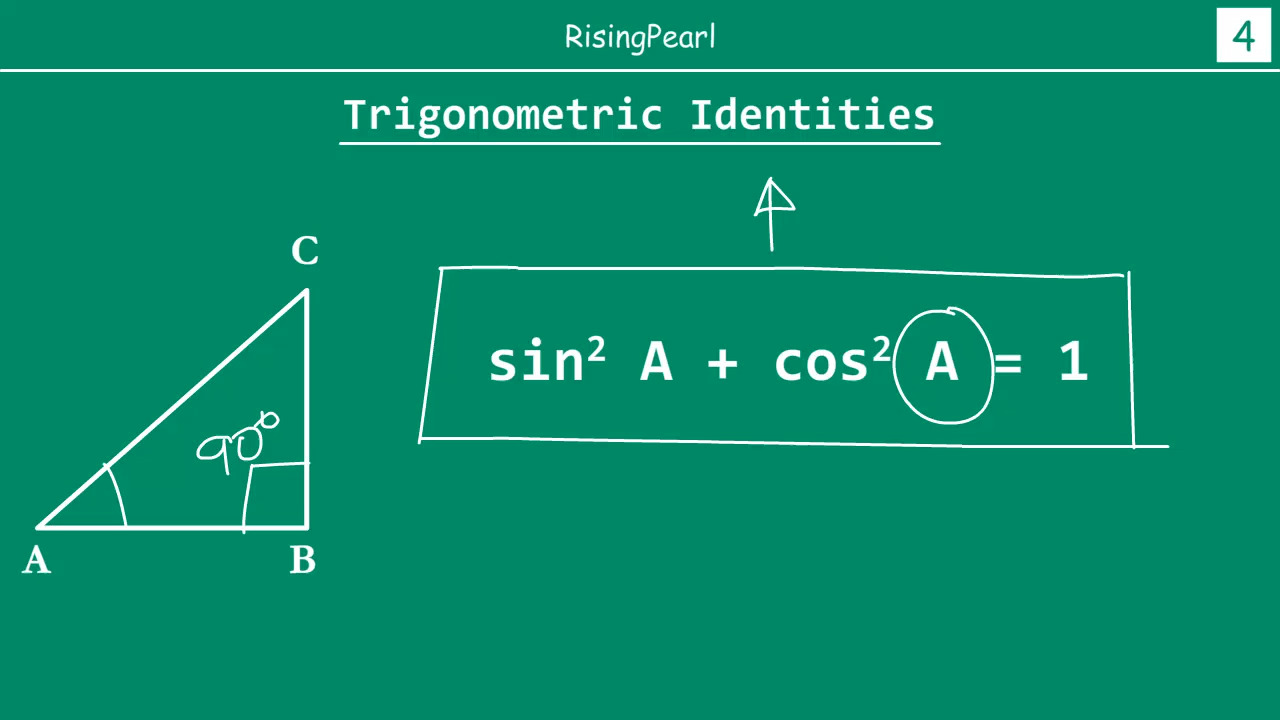 RisingPearl
4
Trigonometric Identities
C
sin² A + cos² A = 1
90°
A
B